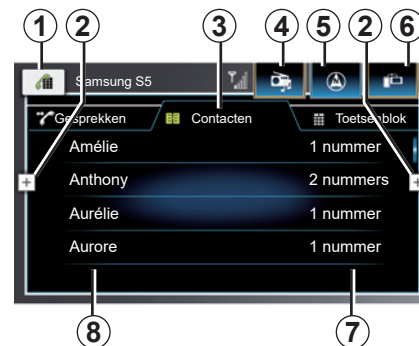 1 2 3 4 5 2 6
Samsung S5
Gesprekken Contacten Toetsenblok
Amélie 1 nummer
Anthony 2 nummers
Aurélie 1 nummer
Aurore 1 nummer
8 7